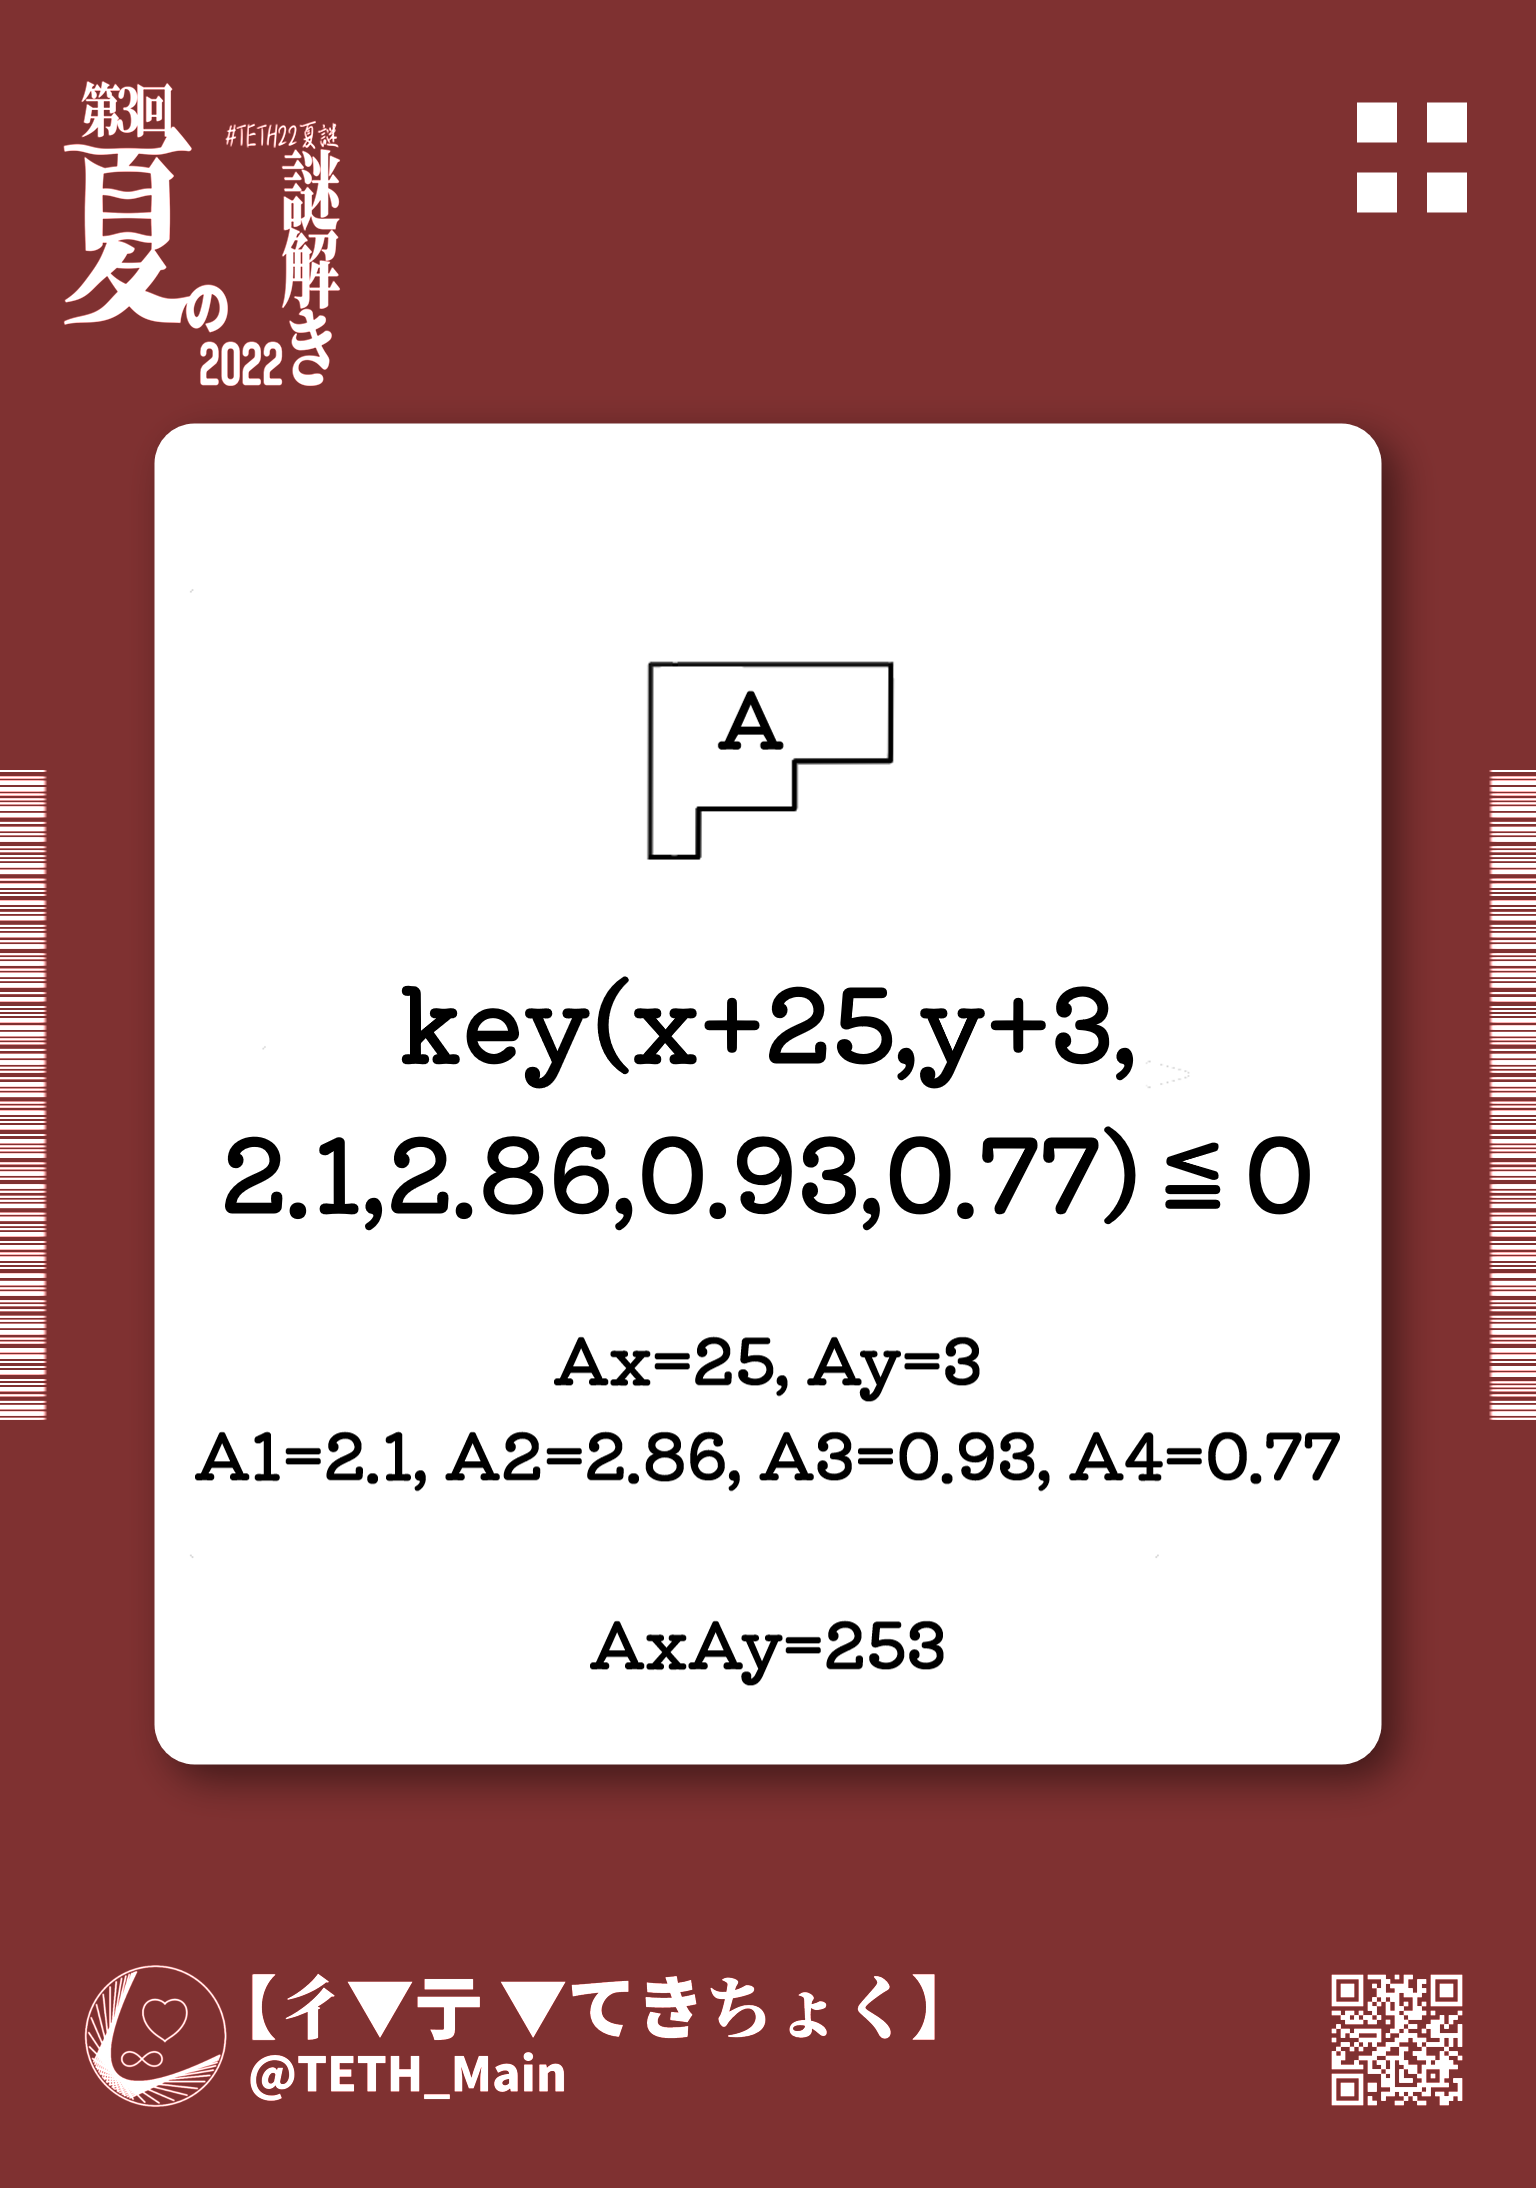 第3回
夏の
#TETH22夏謎
謎解き
2022
A
key(x+25,y+3,
2.1,2.86,0.93,0.77)≦0
Ax=25, Ay=3
A1=2.1, A2=2.86, A3=0.93, A4=0.77
AxAy=253
【イ▼テ▼てきちょく】
@TETH_Main